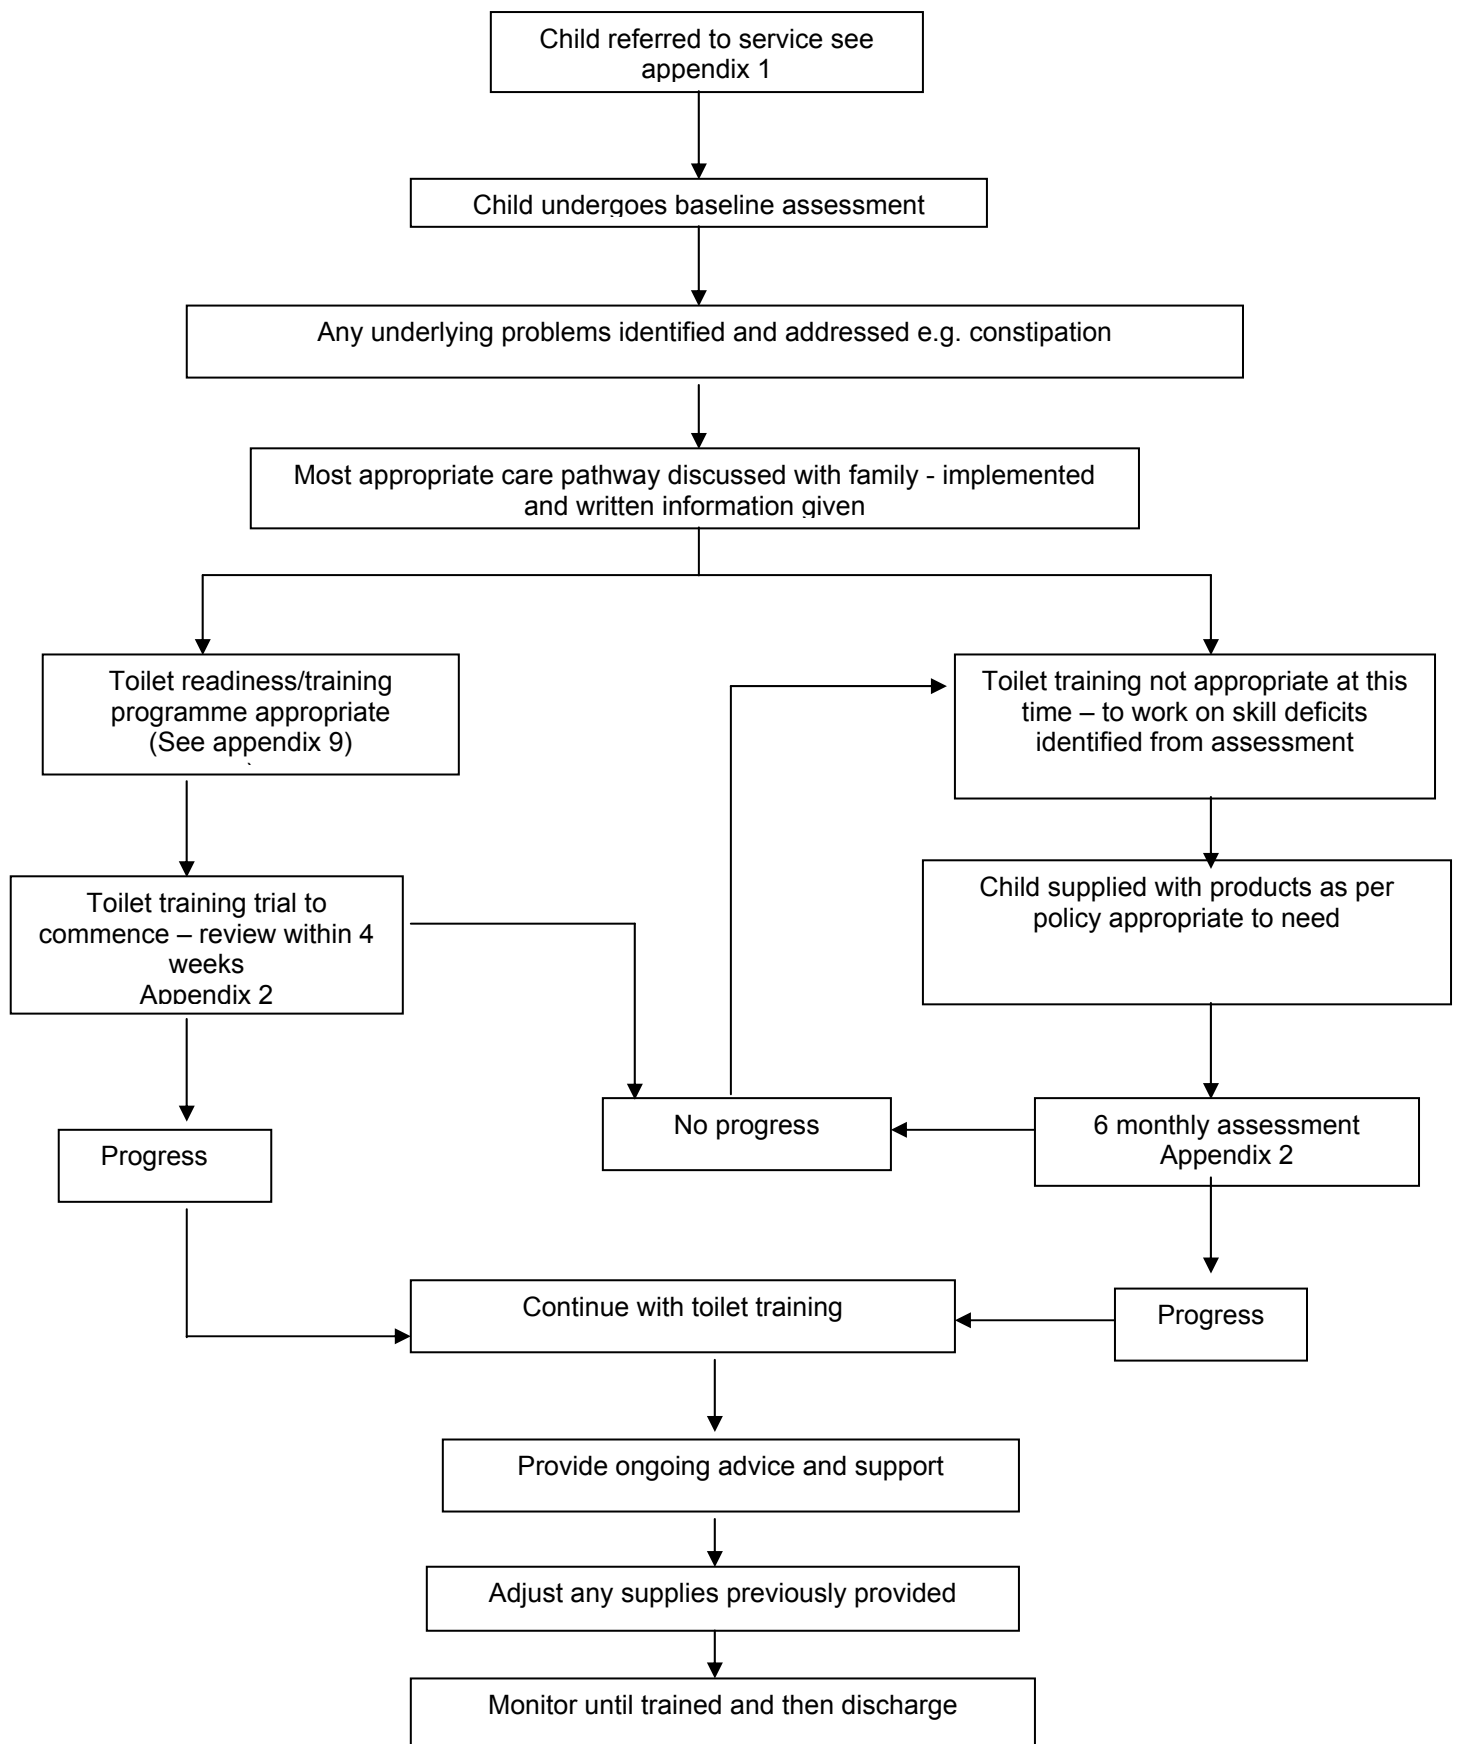 Child referred to service see
appendix 1
Child undergoes baseline assessment
Any underlying problems identified and addressed e.g. constipation
Most appropriate care pathway discussed with family - implemented
and written information given
Toilet readiness/training
programme appropriate
(See appendix 9)
Toilet training not appropriate at this
time – to work on skill deficits
identified from assessment
Toilet training trial to
commence – review within 4
weeks
Appendix 2
Child supplied with products as per
policy appropriate to need
No progress
6 monthly assessment
Appendix 2
Progress
Continue with toilet training
Progress
Provide ongoing advice and support
Adjust any supplies previously provided
Monitor until trained and then discharge